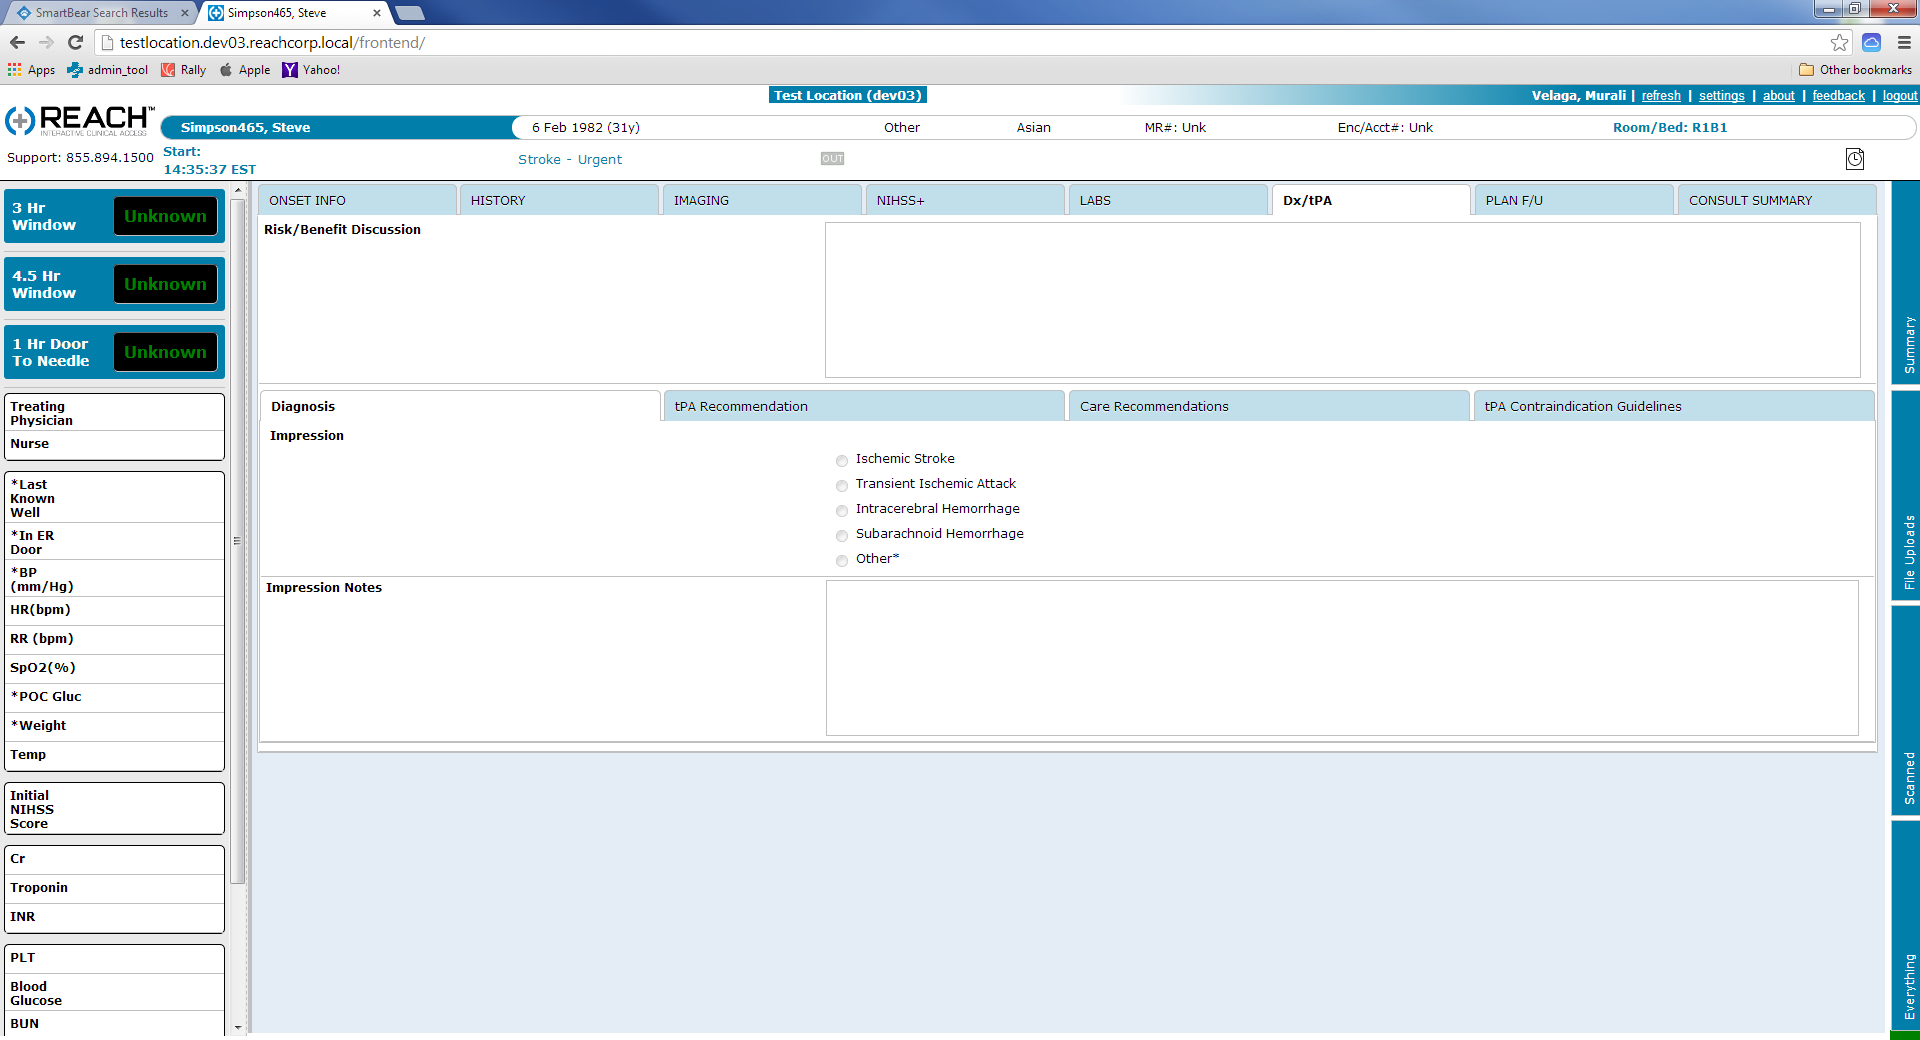 SmartBear Search Results
Simpson465, Steve
testlocation.dev03.reachcorp.local/frontend/
Apps admin_tool Rally Apple Yahoo! Other bookmarks
Test Location (dev03) Velaga, Murali | refresh | settings | about | feedback | logout
REACH™
INTERACTIVE CLINICAL ACCESS
Simpson465, Steve 6 Feb 1982 (31y) Other Asian MR#: Unk Enc/Acct#: Unk Room/Bed: R1B1
Support: 855.894.1500
Start:
14:35:37 EST
Stroke - Urgent
OUT
3 Hr
Window
Unknown
4.5 Hr
Window
Unknown
1 Hr Door
To Needle
Unknown
Treating
Physician
Nurse
*Last
Known
Well
*In ER
Door
*BP
(mm/Hg)
HR(bpm)
RR (bpm)
SpO2(%)
*POC Gluc
*Weight
Temp
Initial
NIHSS
Score
Cr
Troponin
INR
PLT
Blood
Glucose
BUN
ONSET INFO HISTORY IMAGING NIHSS+ LABS Dx/tPA PLAN F/U CONSULT SUMMARY
Risk/Benefit Discussion
Diagnosis tPA Recommendation Care Recommendations tPA Contraindication Guidelines
Impression
Ischemic Stroke
Transient Ischemic Attack
Intracerebral Hemorrhage
Subarachnoid Hemorrhage
Other*
Impression Notes
Summary
File Uploads
Scanned
Everything